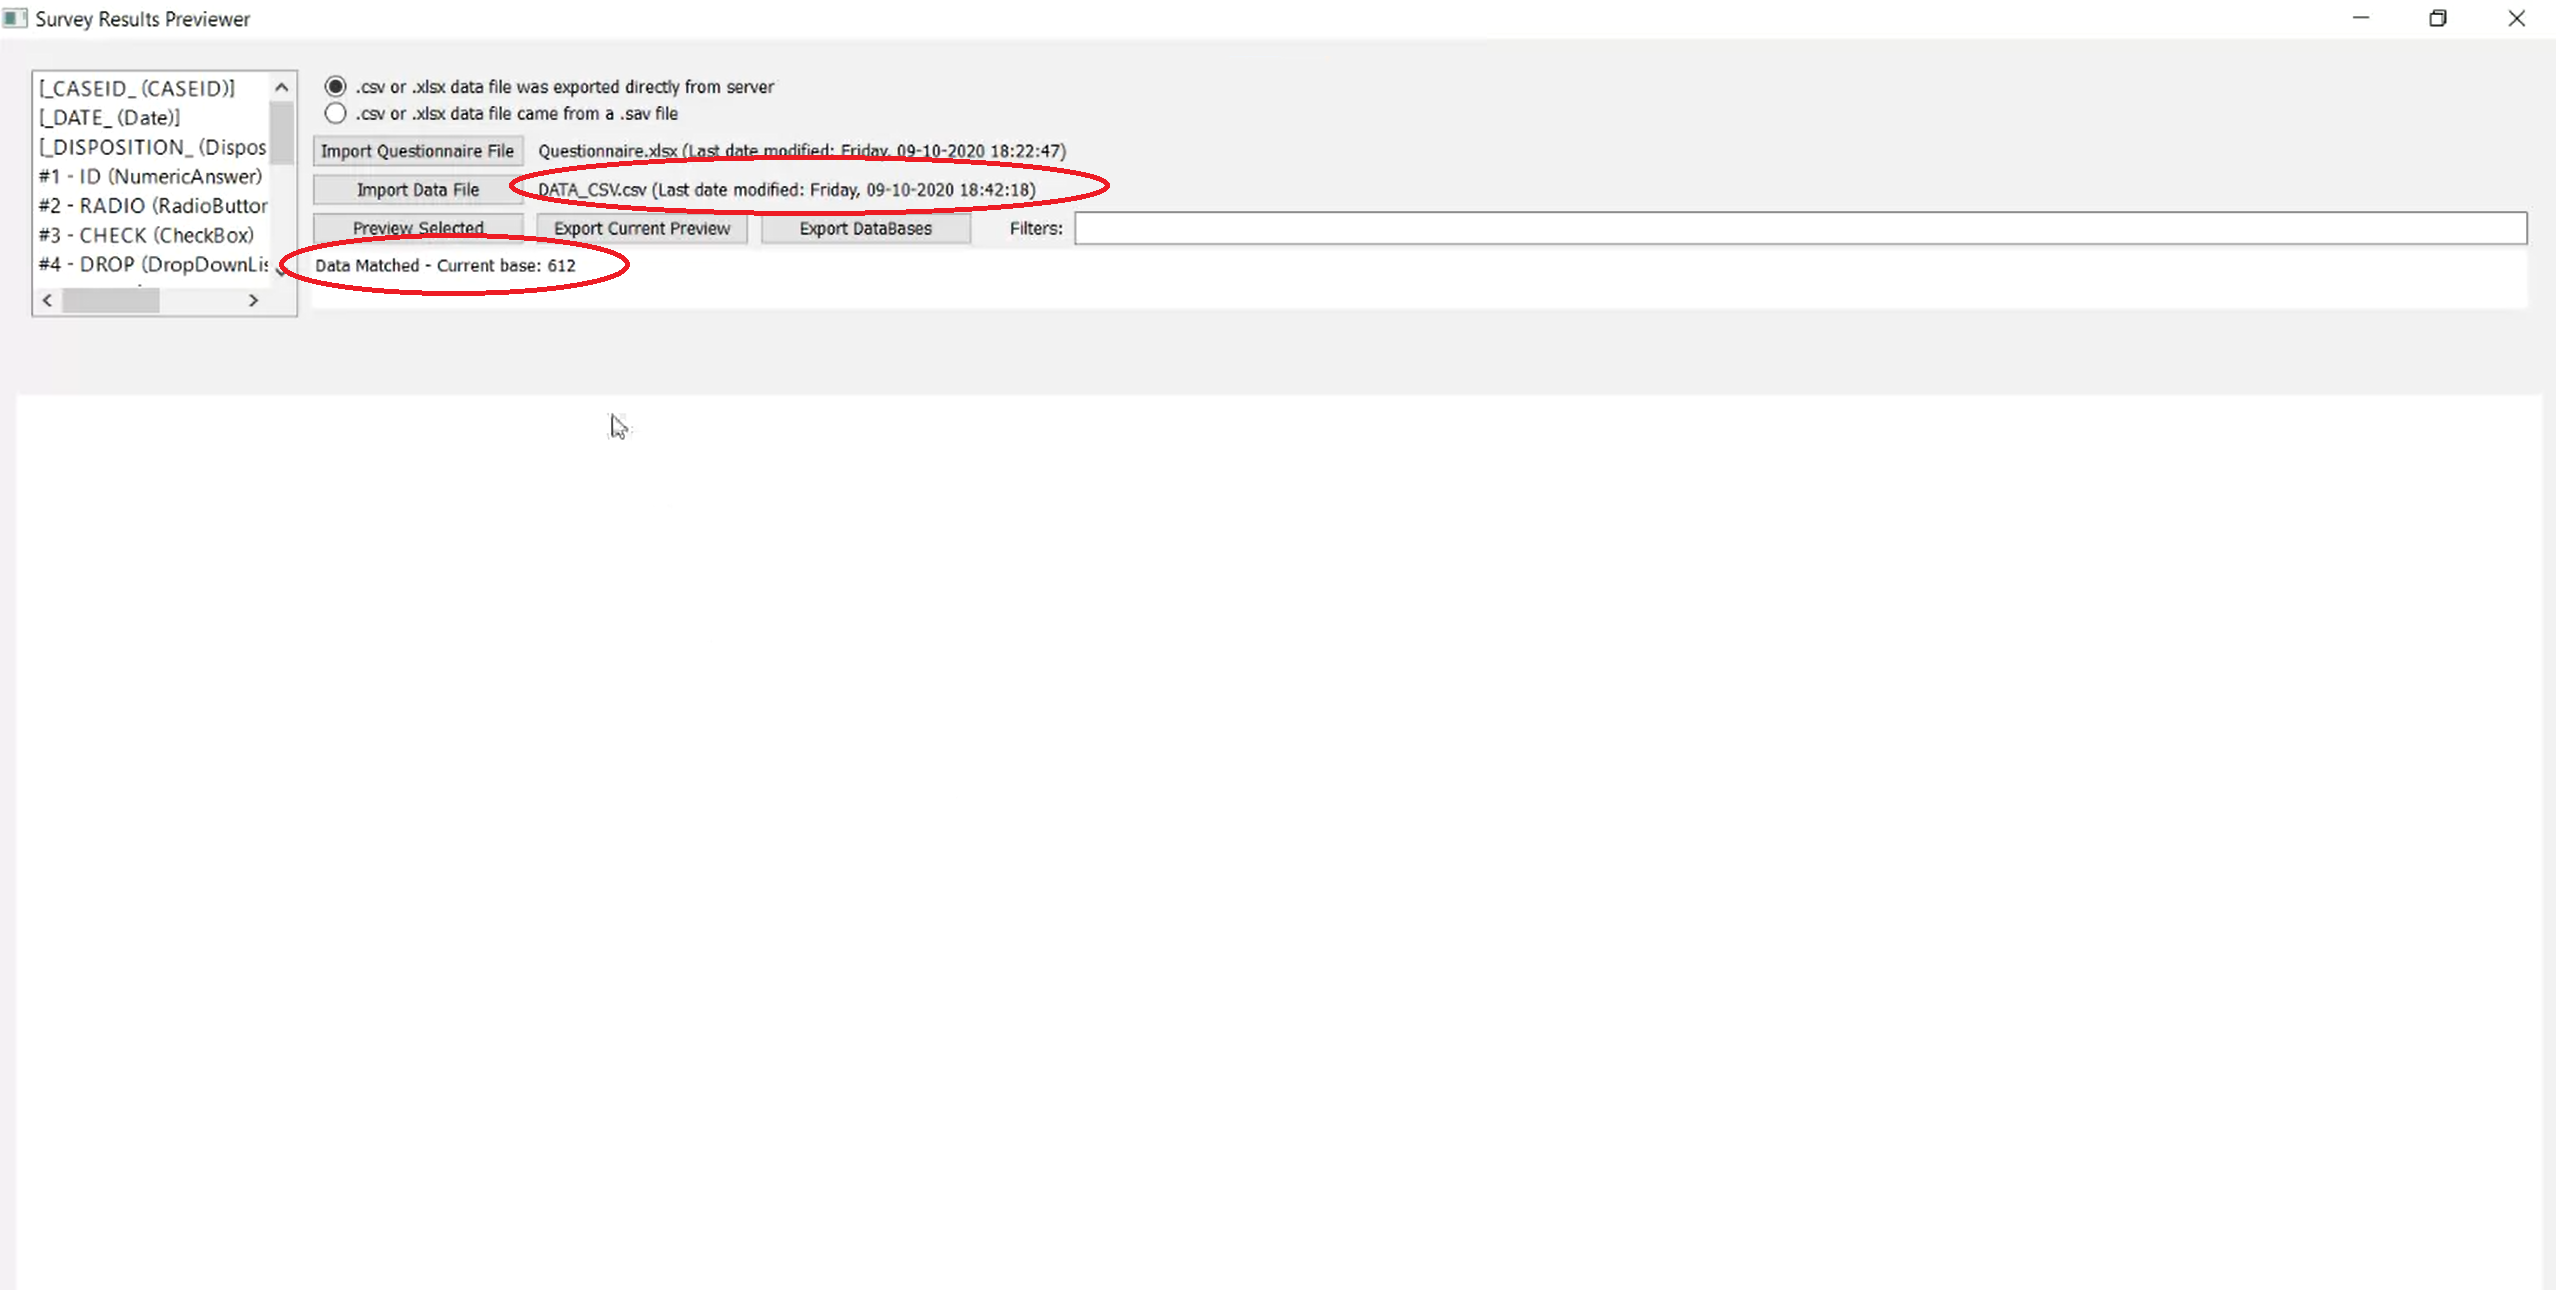 Survey Results Previewer
[_CASEID_ (CASEID)]
[_DATE_ (Date)]
[_DISPOSITION_ (Dispos
#1 - ID (NumericAnswer)
#2 - RADIO (RadioButton
#3 - CHECK (CheckBox)
#4 - DROP (DropDownLis
.csv or .xlsx data file was exported directly from server
.csv or .xlsx data file came from a .sav file
Import Questionnaire File Questionnaire.xlsx (Last date modified: Friday, 09-10-2020 18:22:47)
Import Data File DATA_CSV.csv (Last date modified: Friday, 09-10-2020 18:42:18)
Preview Selected Export Current Preview Export DataBases Filters:
Data Matched - Current base: 612